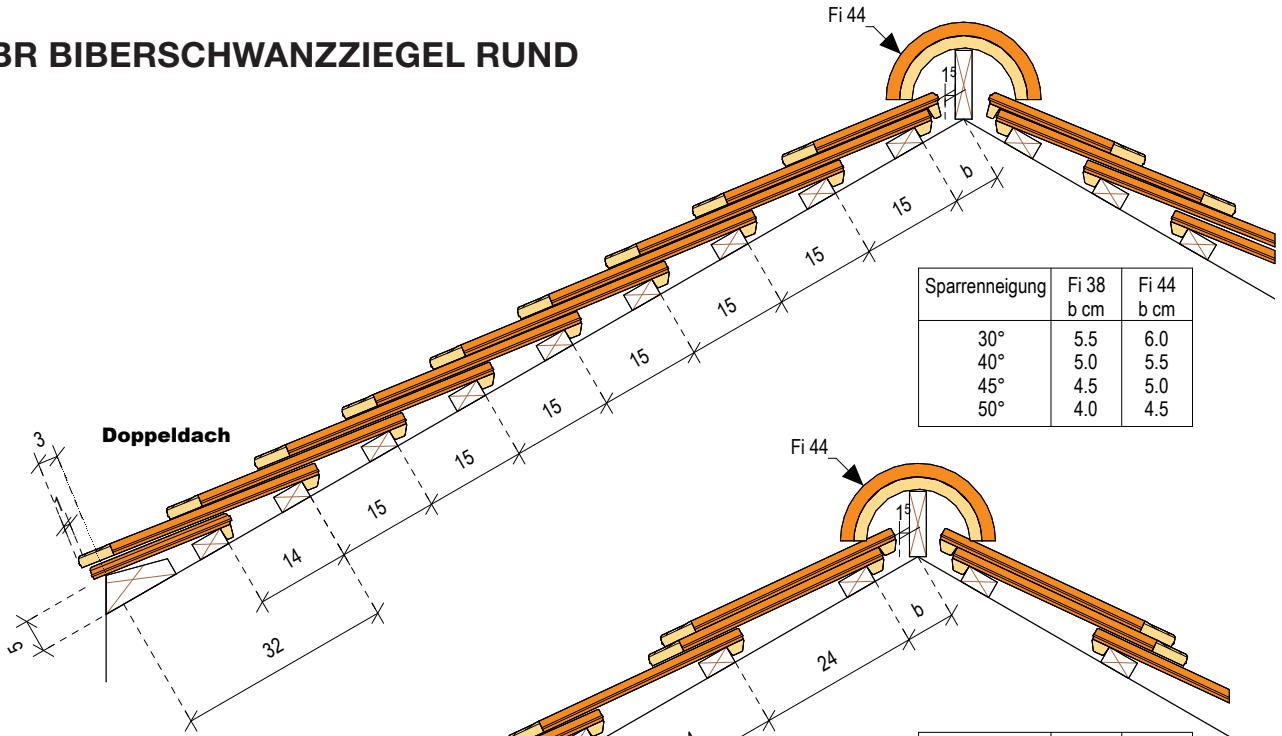 BR BIBERSCHWANZZIEGEL RUND
Fi 44
1⁵
b
15
15
15
15
15
15
15
14
32
Doppeldach
3
1
5
Sparrenneigung Fi 38 Fi 44
b cm b cm
30° 5.5 6.0
40° 5.0 5.5
45° 4.5 5.0
50° 4.0 4.5
Fi 44
1⁵
b
24